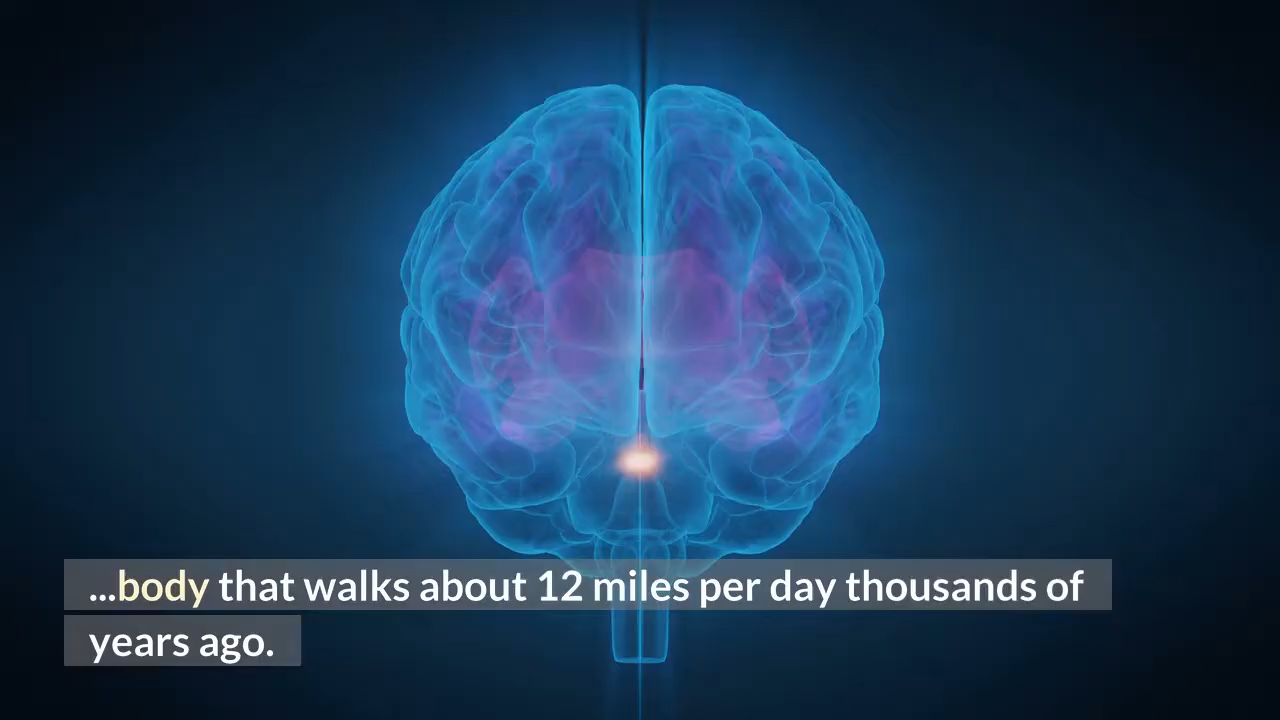 ...body that walks about 12 miles per day thousands of
years ago.